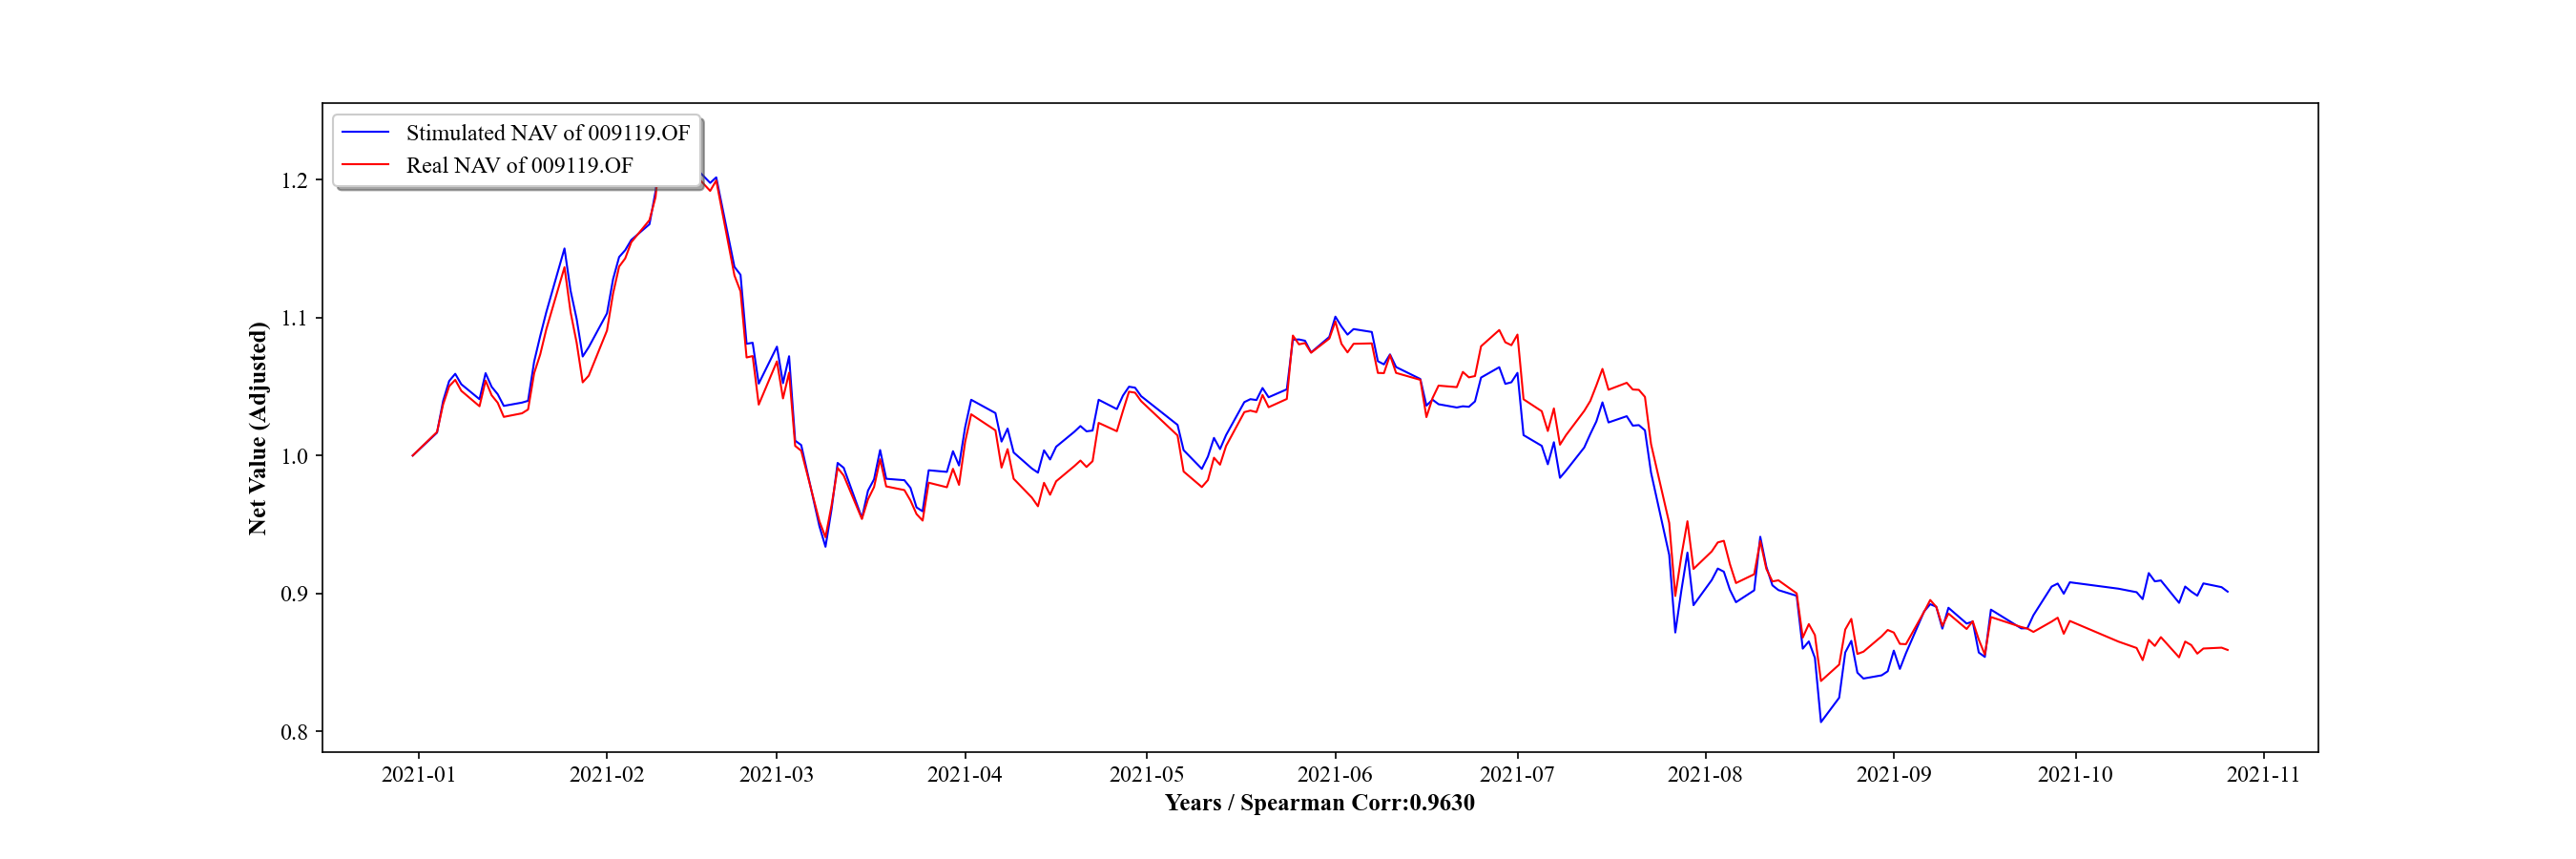 Stimulated NAV of 009119.OF
Real NAV of 009119.OF
Net Value (Adjusted)
1.2
1.1
1.0
0.9
0.8
2021-01 2021-02 2021-03 2021-04 2021-05 2021-06 2021-07 2021-08 2021-09 2021-10 2021-11
Years / Spearman Corr:0.9630